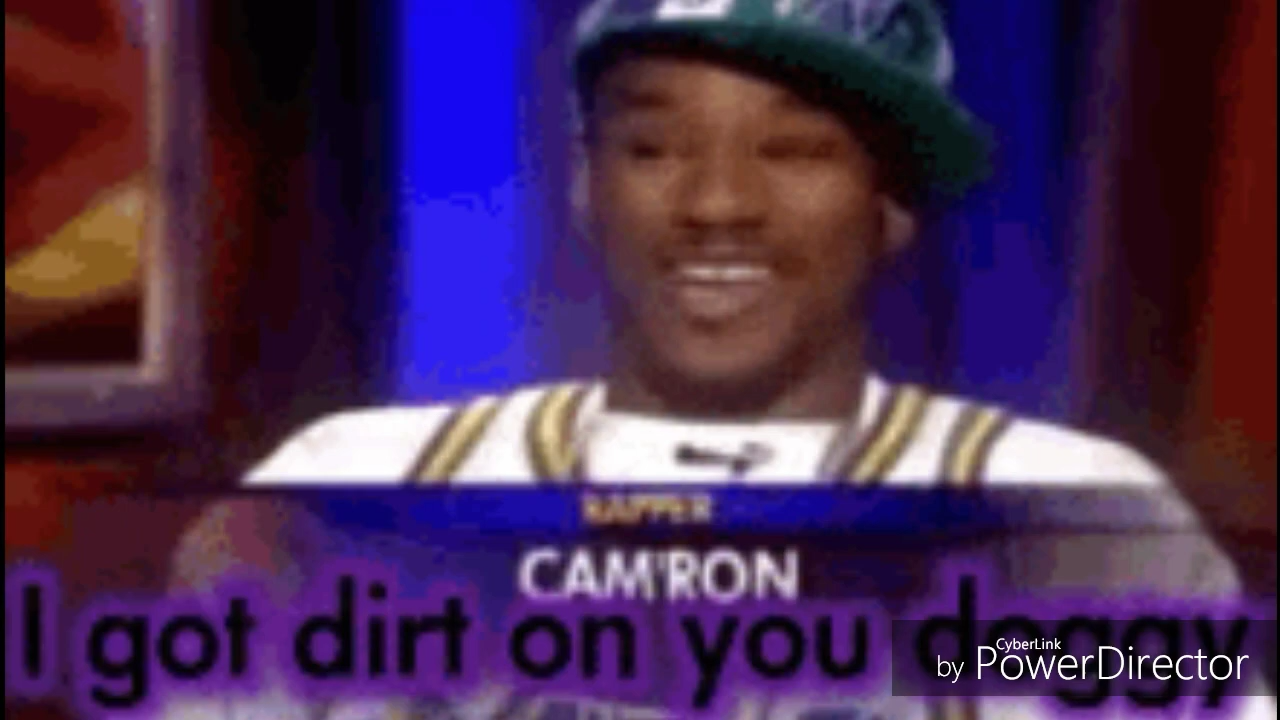 RAPPER
CAM'RON
I got dirt on you doggy
CyberLink
by PowerDirector